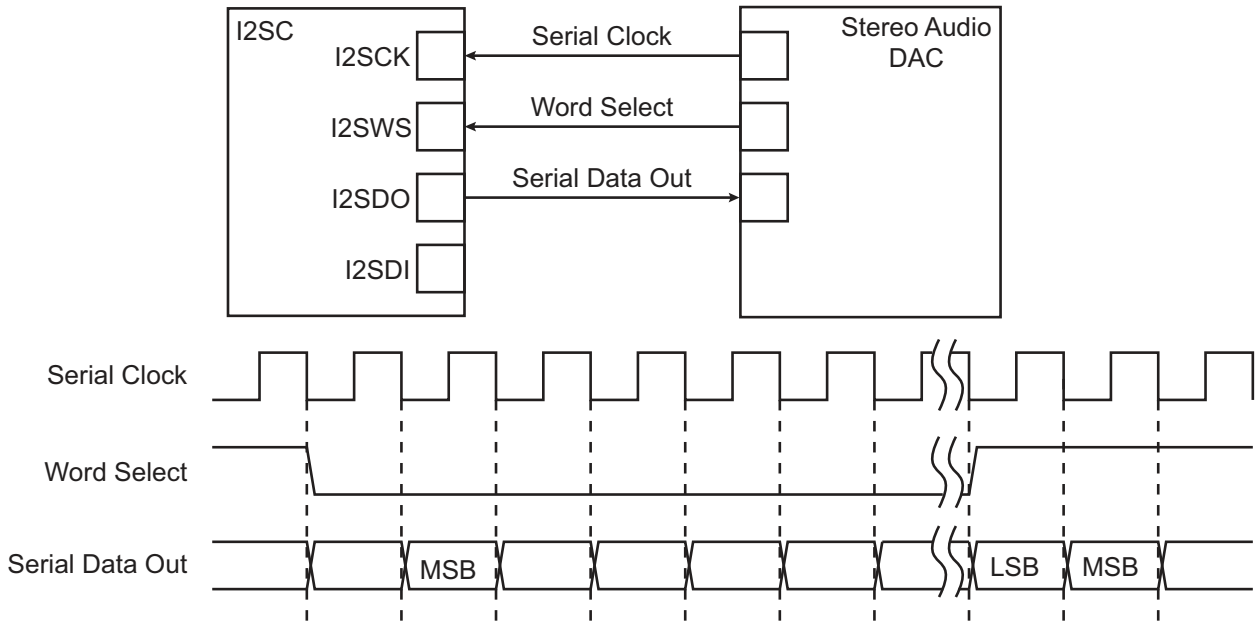 I2SC
Stereo Audio
DAC
I2SCK
Serial Clock
I2SWS
Word Select
I2SDO
Serial Data Out
I2SDI
Serial Clock
Word Select
Serial Data Out
MSB
LSB
MSB